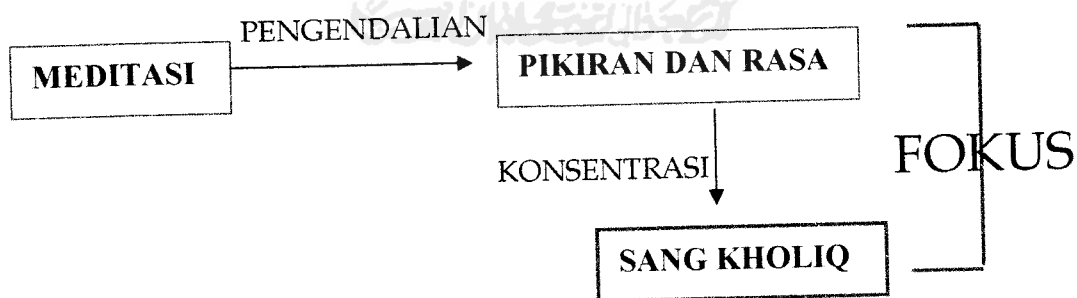 PENGENDALIAN
MEDITASI
PIKIRAN DAN RASA
KONSENTRASI
FOKUS
SANG KHOLIQ